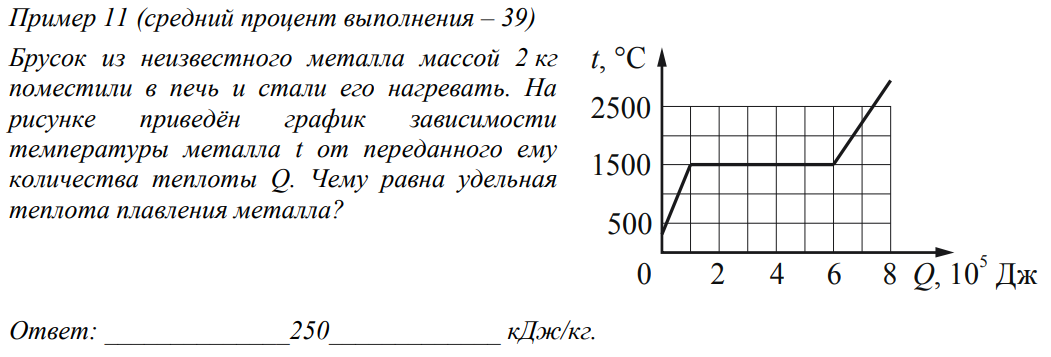 Пример 11 (средний процент выполнения – 39)
Брусок из неизвестного металла массой 2 кг
поместили в печь и стали его нагревать. На
рисунке приведён график зависимости
температуры металла t от переданного ему
количества теплоты Q. Чему равна удельная
теплота плавления металла?
t, °C
2500
1500
500
0 2 4 6 8 Q, 10⁵ Дж
Ответ: ______________250_____________ кДж/кг.